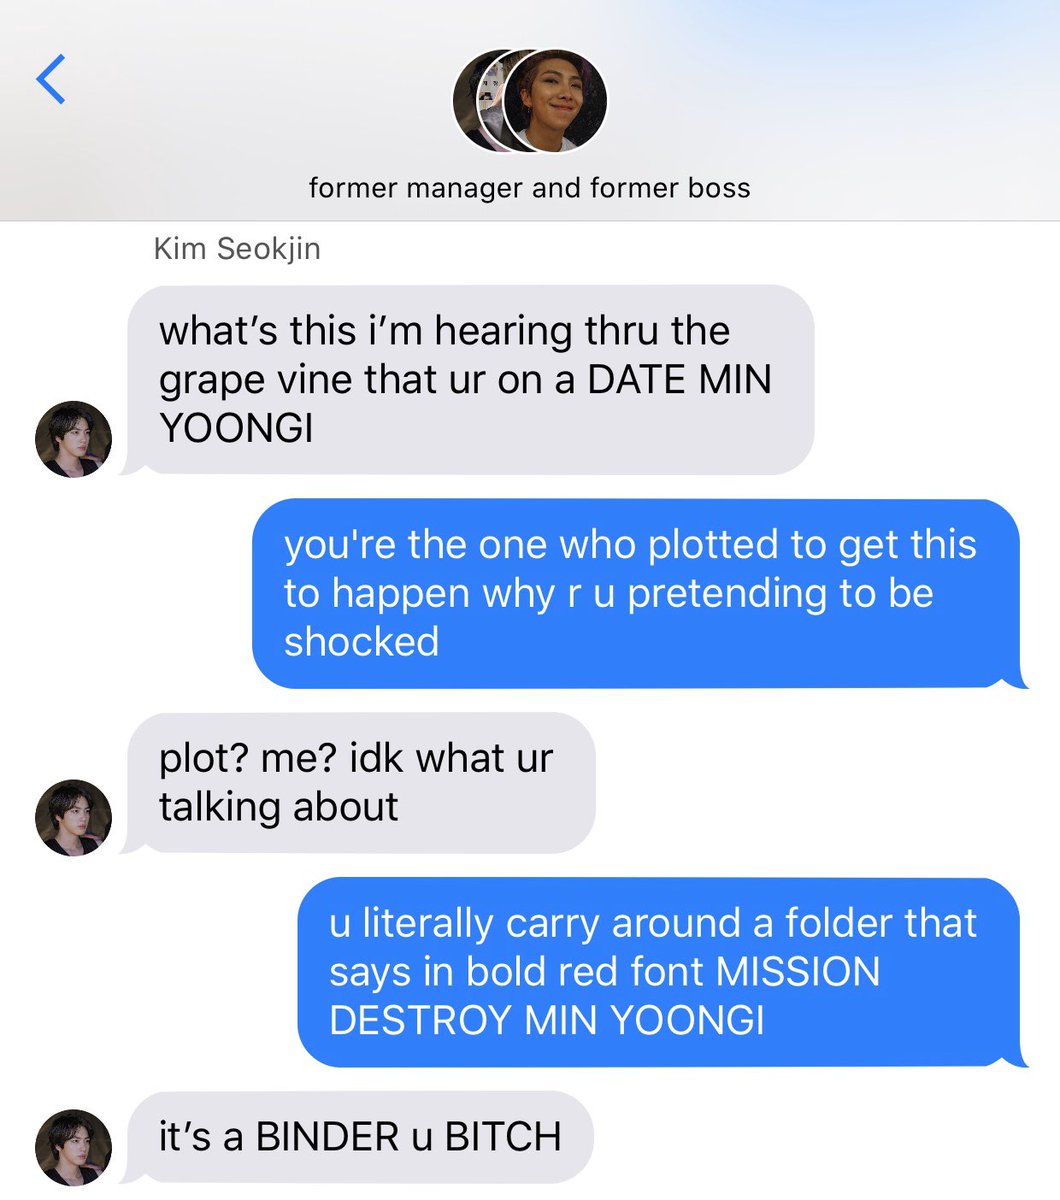 former manager and former boss
Kim Seokjin
what’s this i’m hearing thru the
grape vine that ur on a DATE MIN
YOONGI
you're the one who plotted to get this
to happen why r u pretending to be
shocked
plot? me? idk what ur
talking about
u literally carry around a folder that
says in bold red font MISSION
DESTROY MIN YOONGI
it’s a BINDER u BITCH